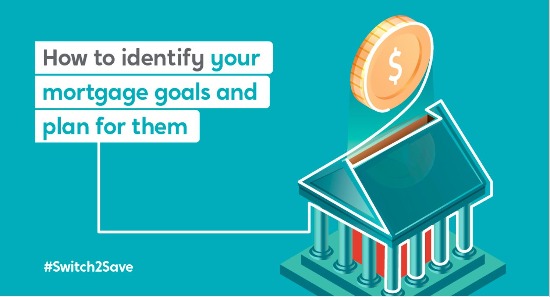 How to identify your
mortgage goals and
plan for them
$
#Switch2Save